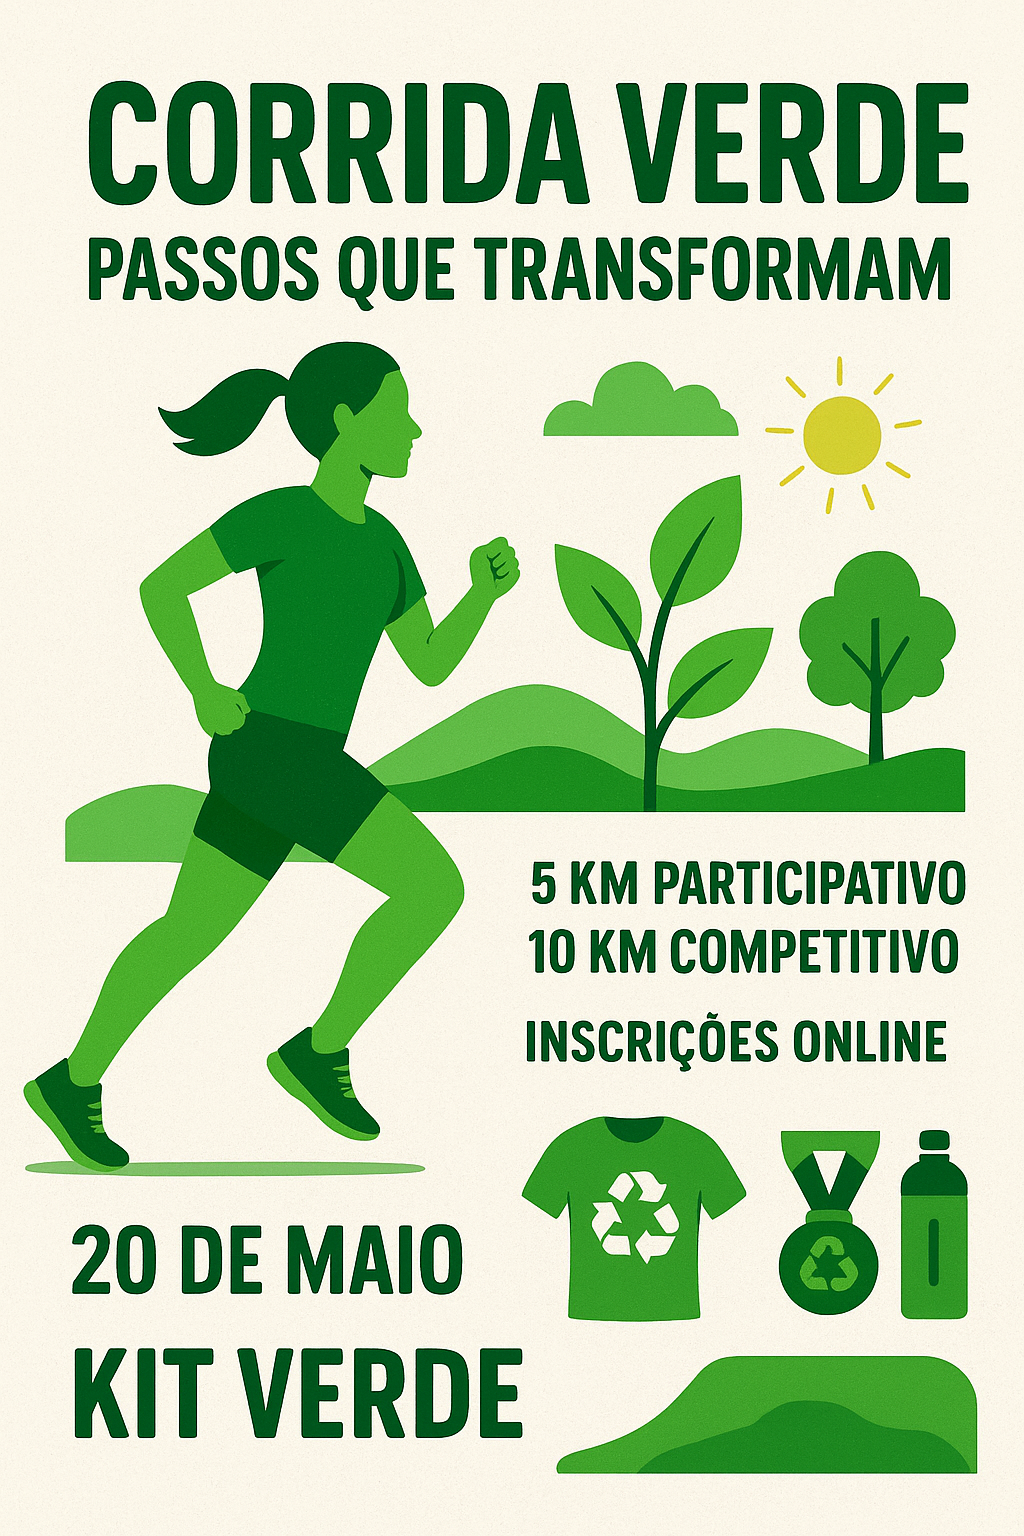 CORRIDA VERDE
PASSOS QUE TRANSFORMAM
5 KM PARTICIPATIVO
10 KM COMPETITIVO
INSCRIÇÕES ONLINE
20 DE MAIO
KIT VERDE